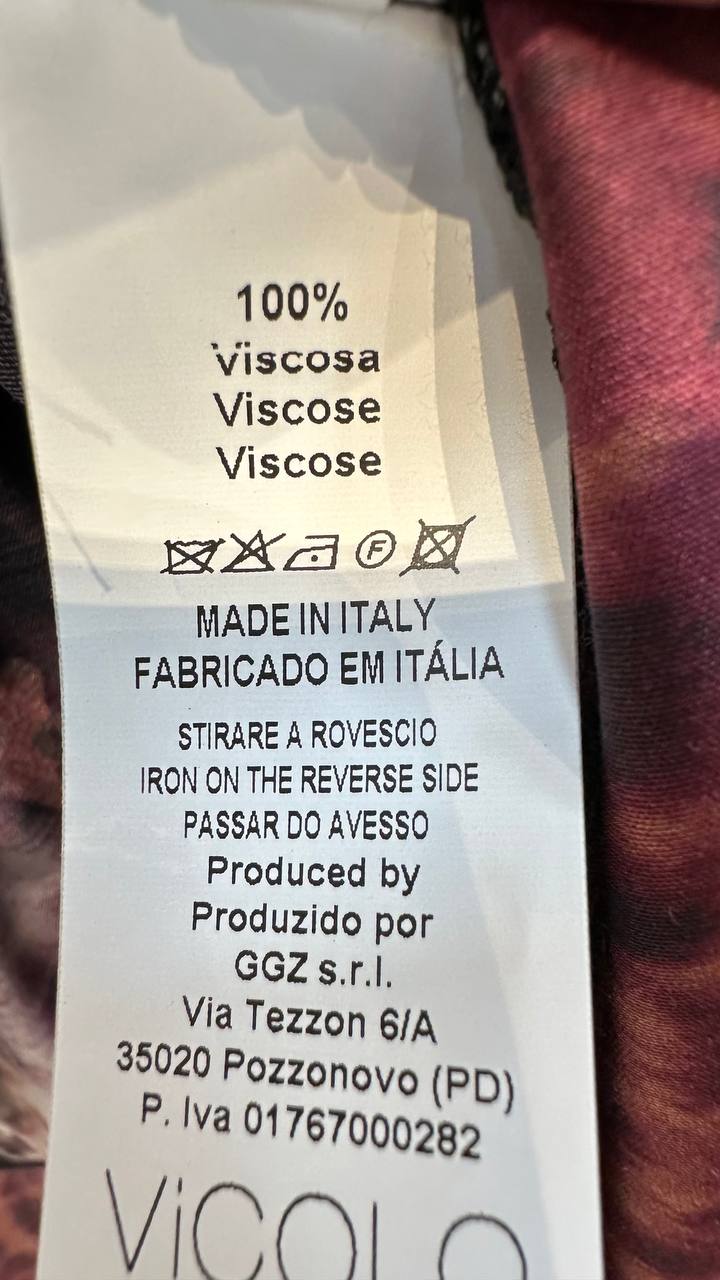 100%
Viscosa
Viscose
Viscose
F
MADE IN ITALY
FABRICADO EM ITÁLIA
STIRARE A ROVESCIO
IRON ON THE REVERSE SIDE
PASSAR DO AVESSO
Produced by
Produzido por
GGZ s.r.l.
Via Tezzon 6/A
35020 Pozzonovo (PD)
P. Iva 01767000282
ViCOLO